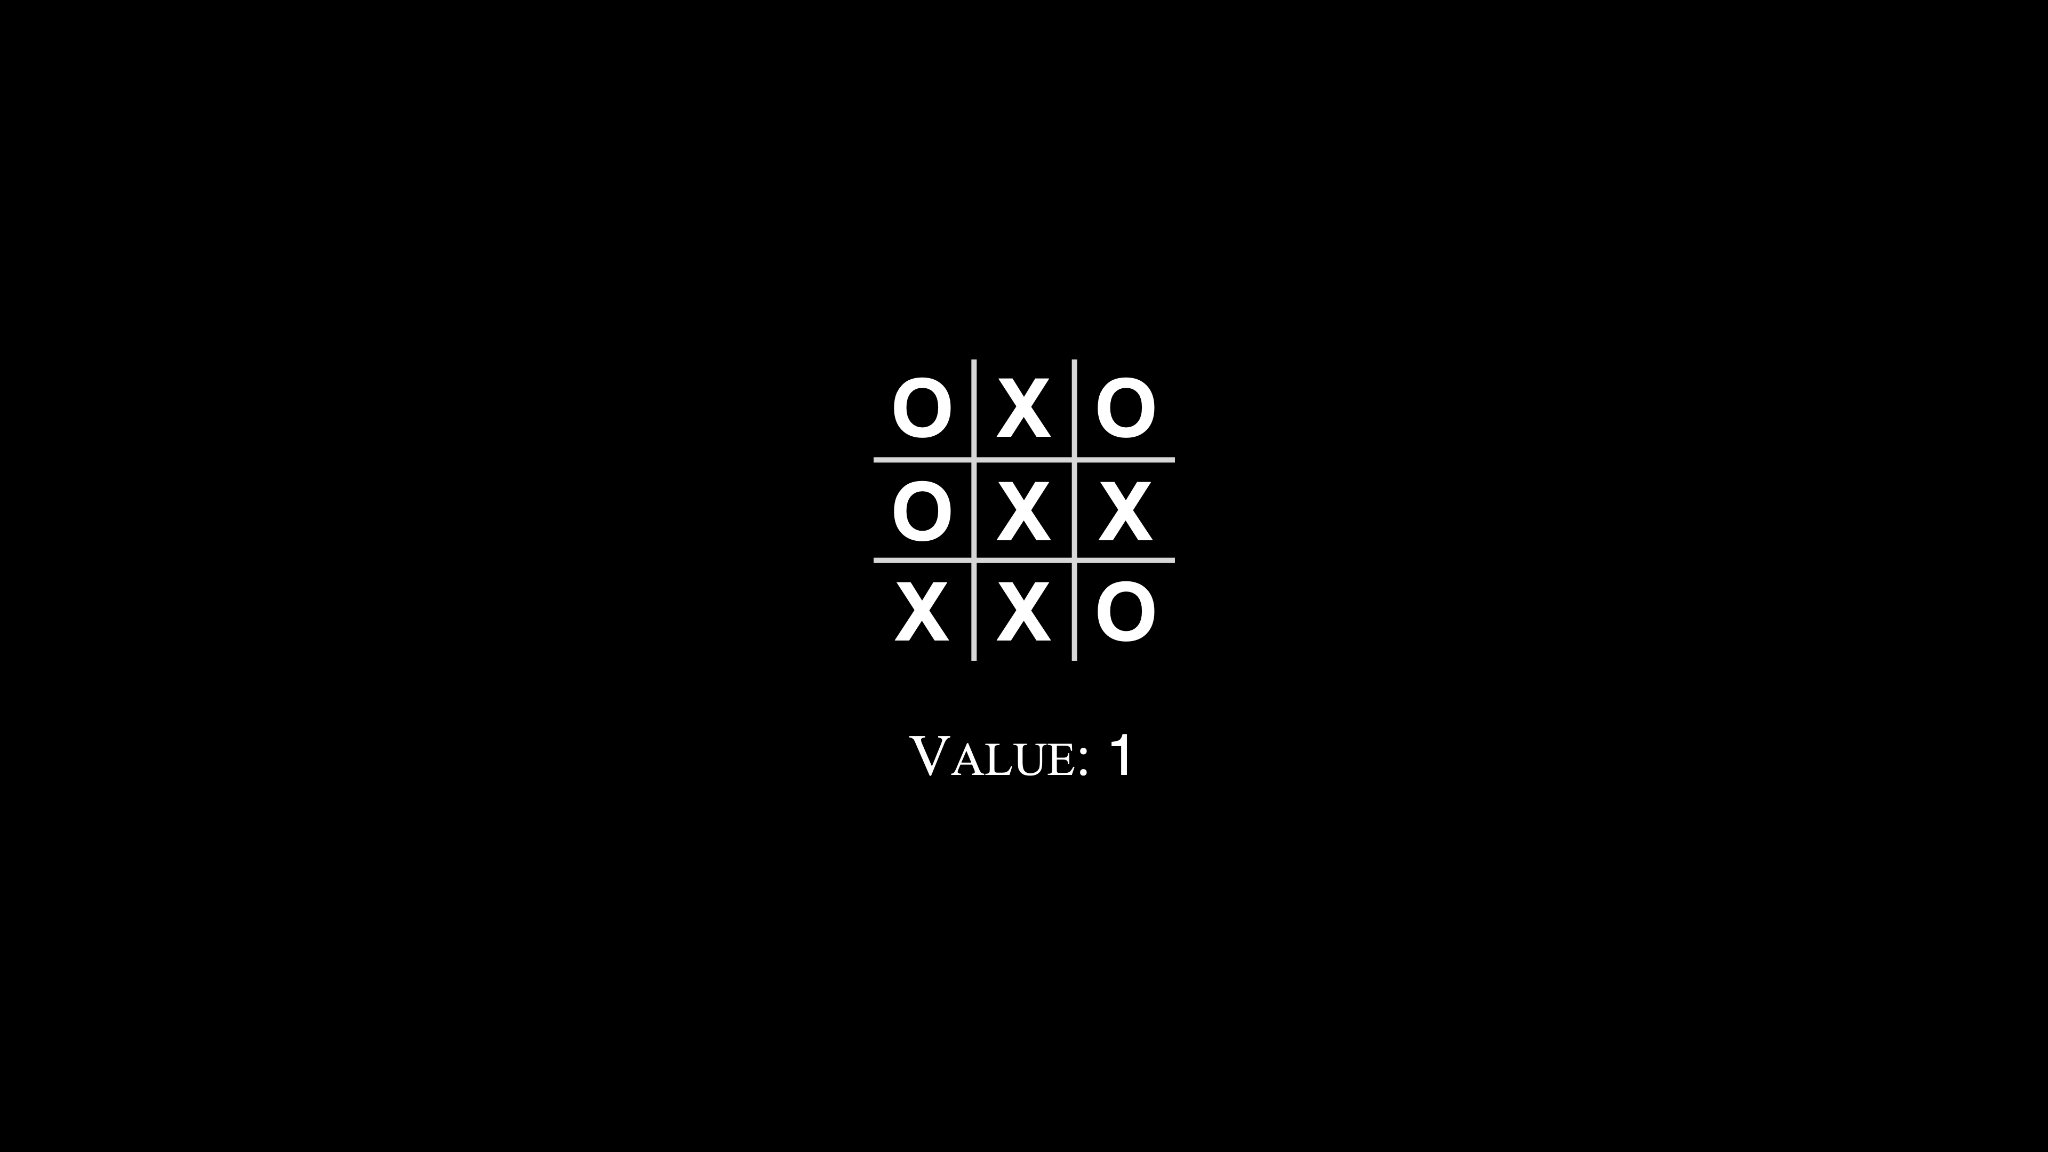 O X O
O X X
X X O
VALUE: 1